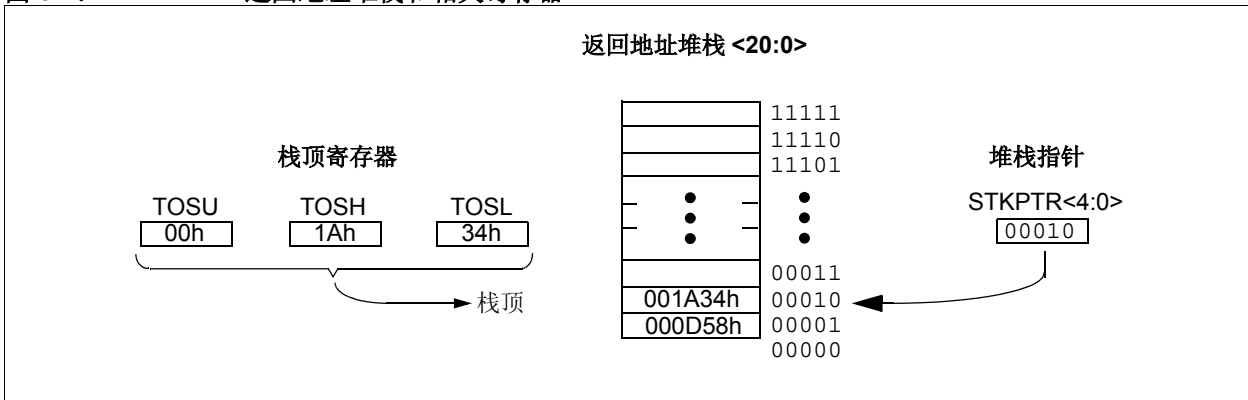 返回地址堆栈 <20:0>
11111
11110
11101
栈顶寄存器
堆栈指针
TOSU TOSH TOSL
STKPTR<4:0>
00h 1Ah 34h
00010
00011
栈顶
001A34h 00010
000D58h 00001
00000